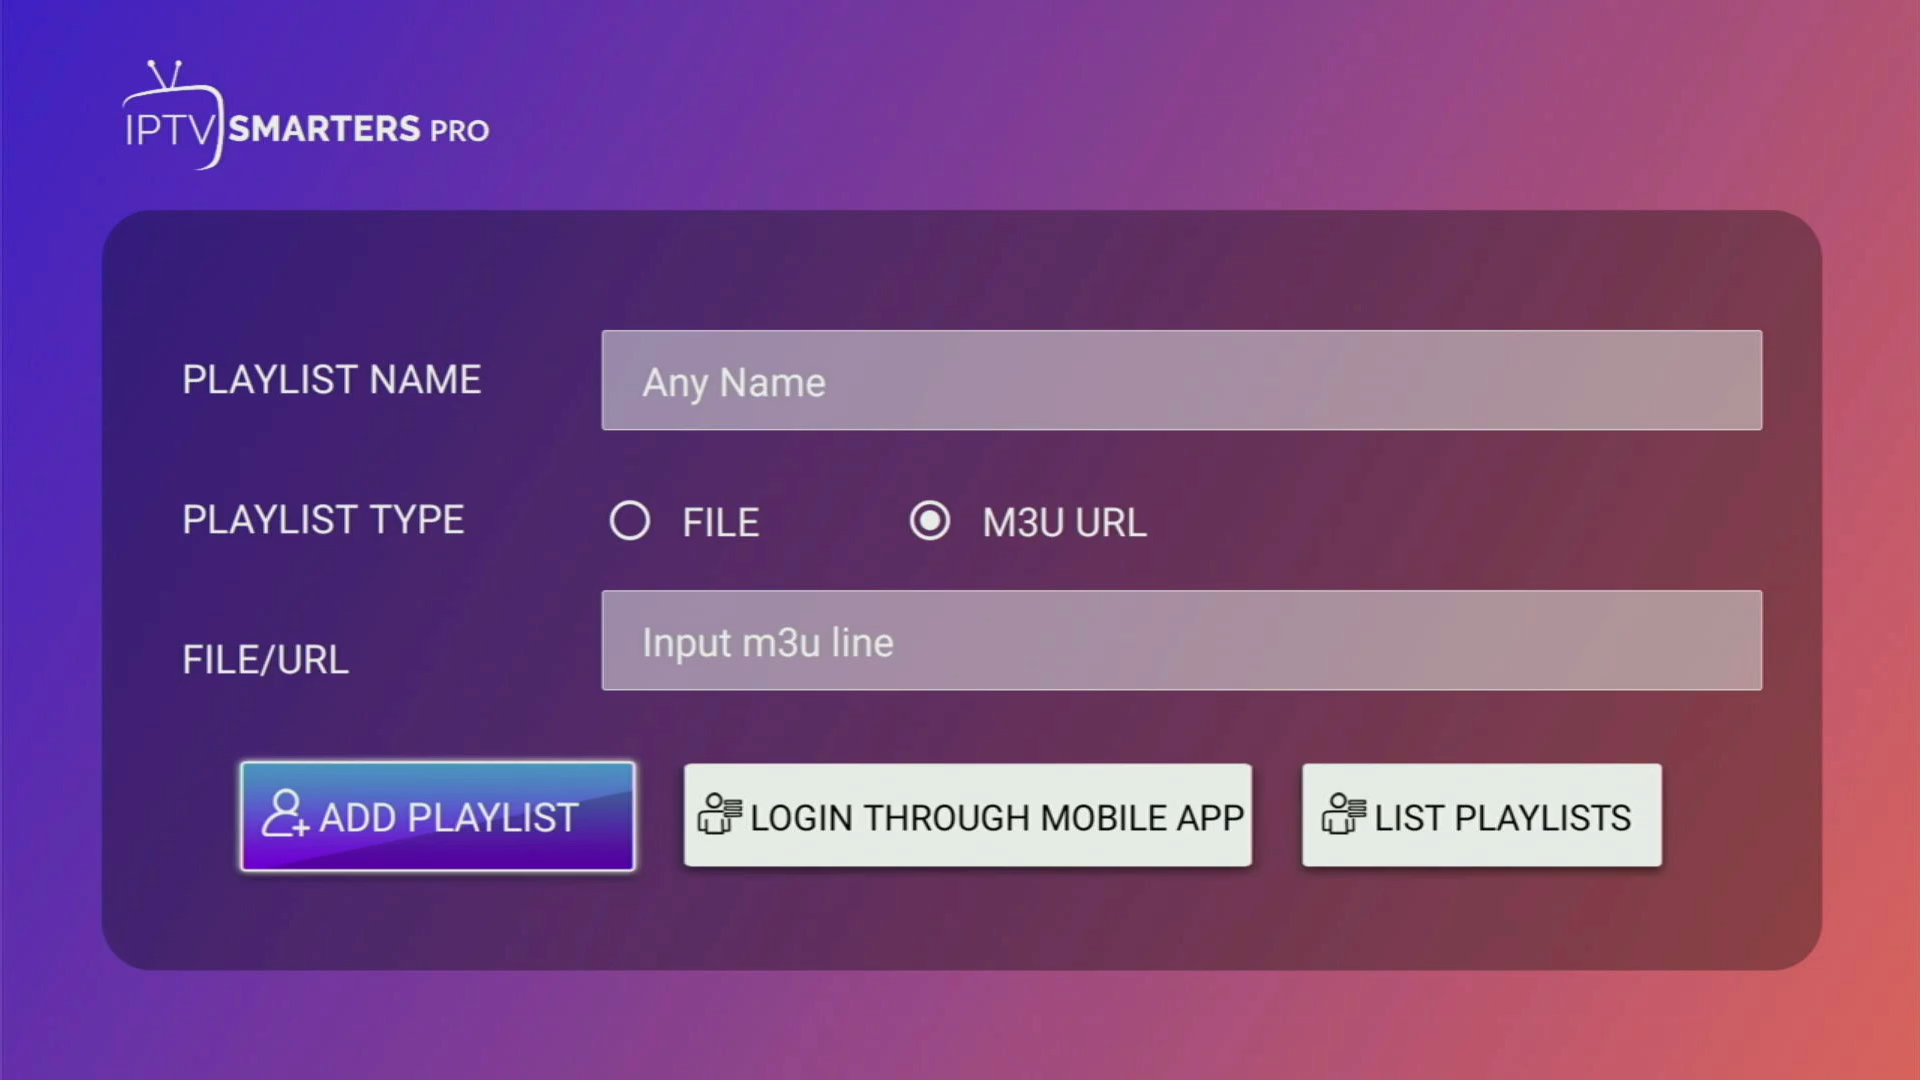 IPTV SMARTERS PRO
PLAYLIST NAME
Any Name
PLAYLIST TYPE
FILE
M3U URL
FILE/URL
Input m3u line
ADD PLAYLIST
LOGIN THROUGH MOBILE APP
LIST PLAYLISTS